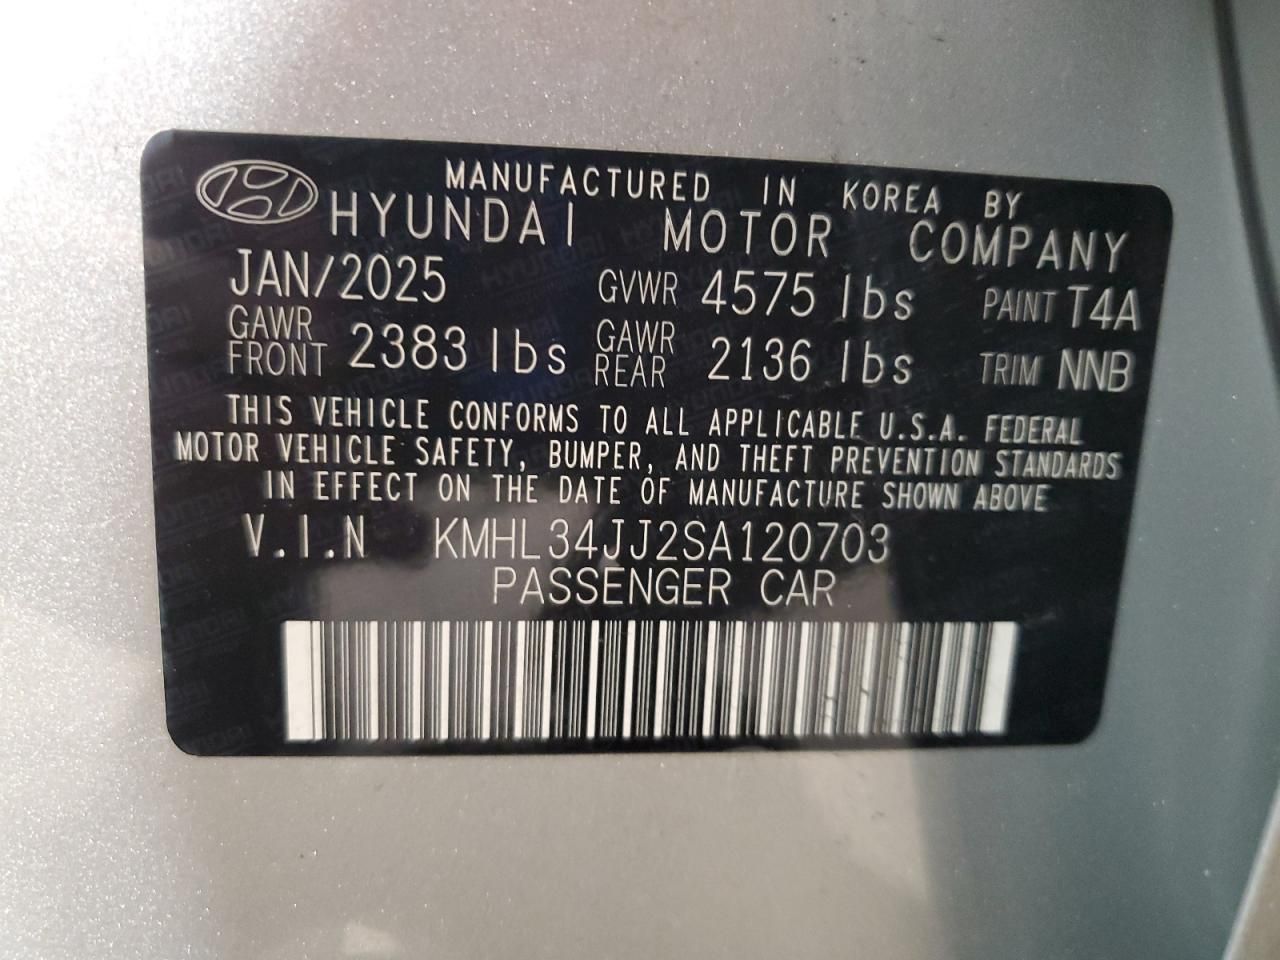 MANUFACTURED IN KOREA BY
HYUNDAI MOTOR COMPANY
JAN/2025 GVWR 4575 lbs PAINT T4A
GAWR FRONT 2383 lbs GAWR REAR 2136 lbs TRIM NNB
THIS VEHICLE CONFORMS TO ALL APPLICABLE U.S.A. FEDERAL
MOTOR VEHICLE SAFETY, BUMPER, AND THEFT PREVENTION STANDARDS
IN EFFECT ON THE DATE OF MANUFACTURE SHOWN ABOVE
V.I.N KMHL34JJ2SA120703
PASSENGER CAR